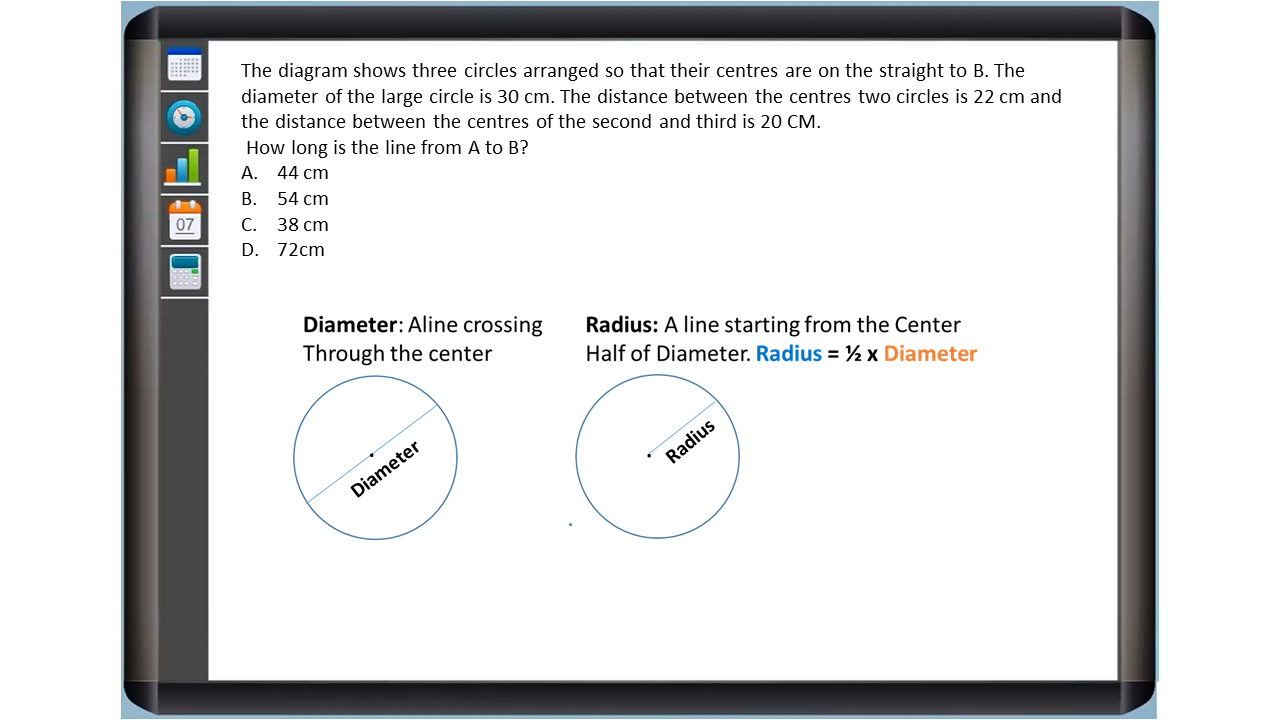 The diagram shows three circles arranged so that their centres are on the straight to B. The
diameter of the large circle is 30 cm. The distance between the centres two circles is 22 cm and
the distance between the centres of the second and third is 20 CM.
How long is the line from A to B?
A. 44 cm
B. 54 cm
C. 38 cm
D. 72cm
07
Diameter: Aline crossing
Through the center
Radius: A line starting from the Center
Half of Diameter. Radius = ½ x Diameter
Diameter
Radius